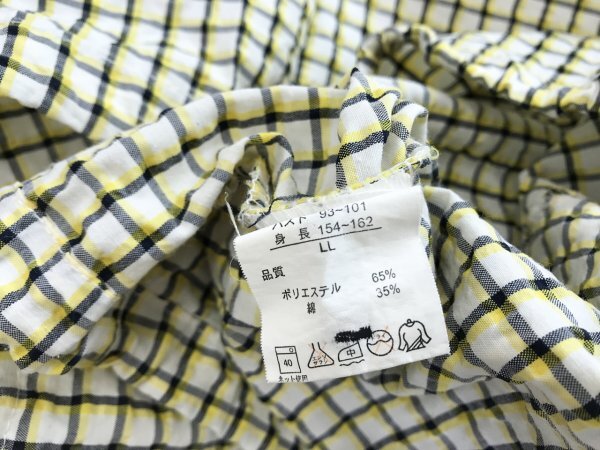 バスト 93~101
身長 154~162
LL
品質
ポリエステル 65%
綿 35%
40
中
ネット使用